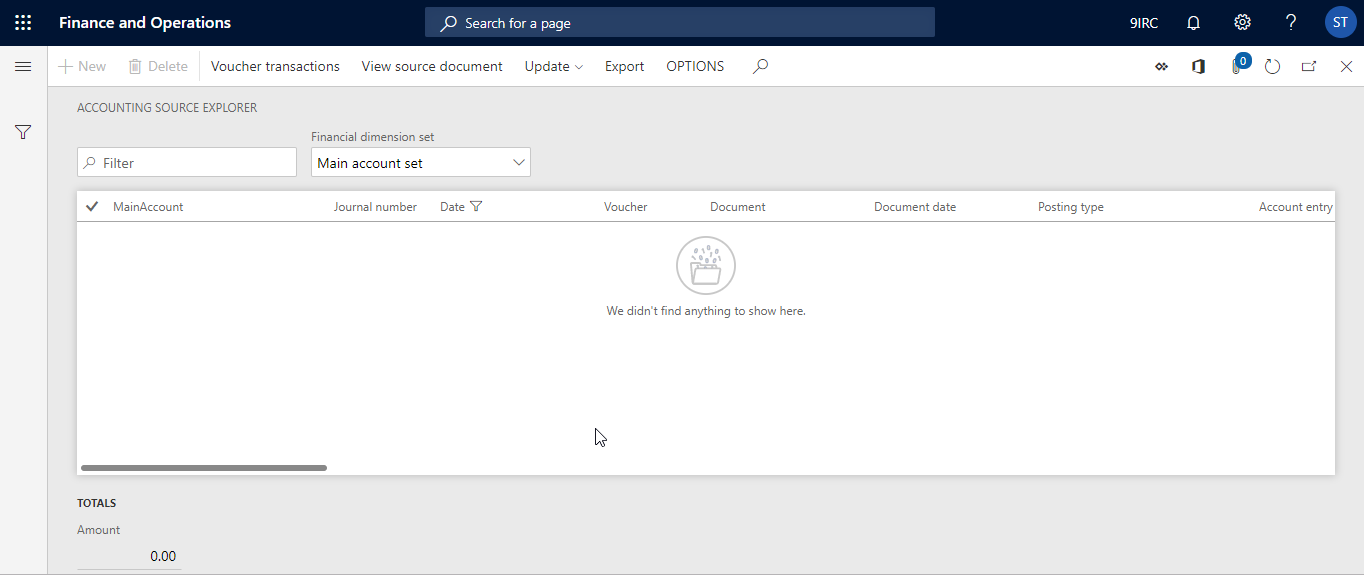 Finance and Operations
Search for a page
9IRC
ST
New
Delete
Voucher transactions
View source document
Update
Export
OPTIONS
0
ACCOUNTING SOURCE EXPLORER
Financial dimension set
Filter
Main account set
MainAccount
Journal number
Date
Voucher
Document
Document date
Posting type
Account entry
We didn't find anything to show here.
TOTALS
Amount
0.00